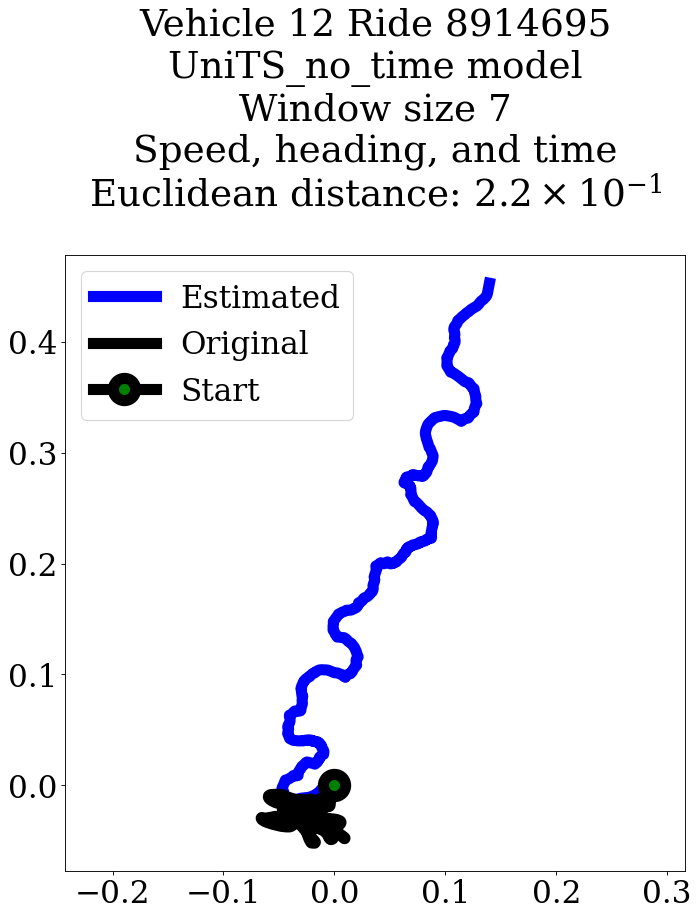 Vehicle 12 Ride 8914695
UniTS_no_time model
Window size 7
Speed, heading, and time
Euclidean distance: 2.2 × 10⁻¹
Estimated
Original
Start
0.4
0.3
0.2
0.1
0.0
−0.2 −0.1 0.0 0.1 0.2 0.3